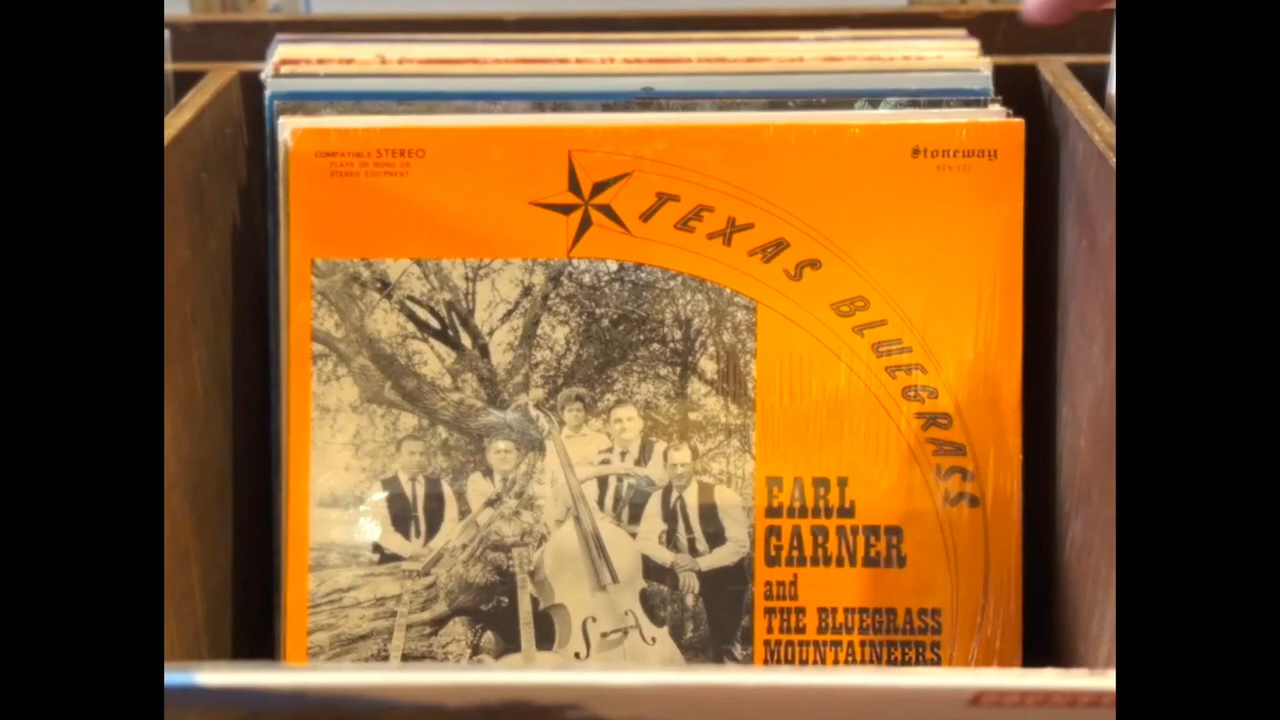 COMPATIBLE STEREO
PLAYS ON MONO OR
STEREO EQUIPMENT
Stoneway
TEXAS BLUEGRASS
EARL
GARNER
and
THE BLUEGRASS
MOUNTAINEERS